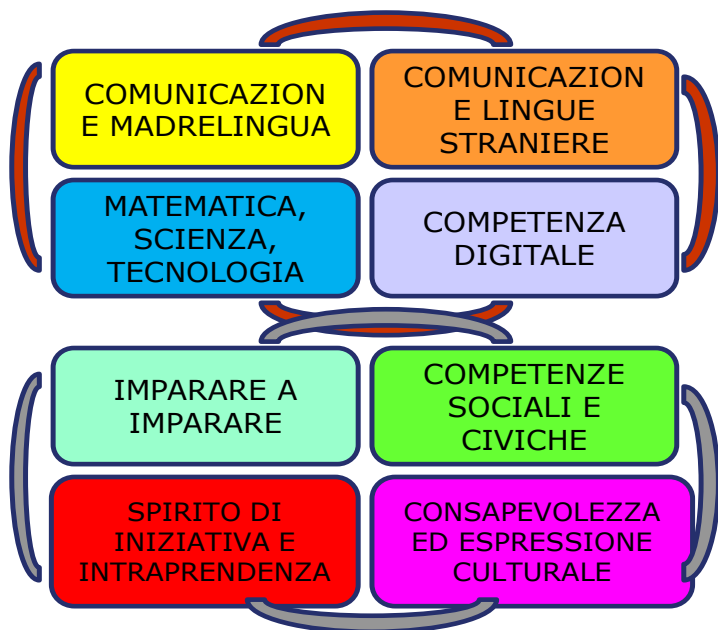 COMUNICAZION
E MADRELINGUA
COMUNICAZION
E LINGUE
STRANIERE
MATEMATICA,
SCIENZA,
TECNOLOGIA
COMPETENZA
DIGITALE
IMPARARE A
IMPARARE
COMPETENZE
SOCIALI E
CIVICHE
SPIRITO DI
INIZIATIVA E
INTRAPRENDENZA
CONSAPEVOLEZZA
ED ESPRESSIONE
CULTURALE